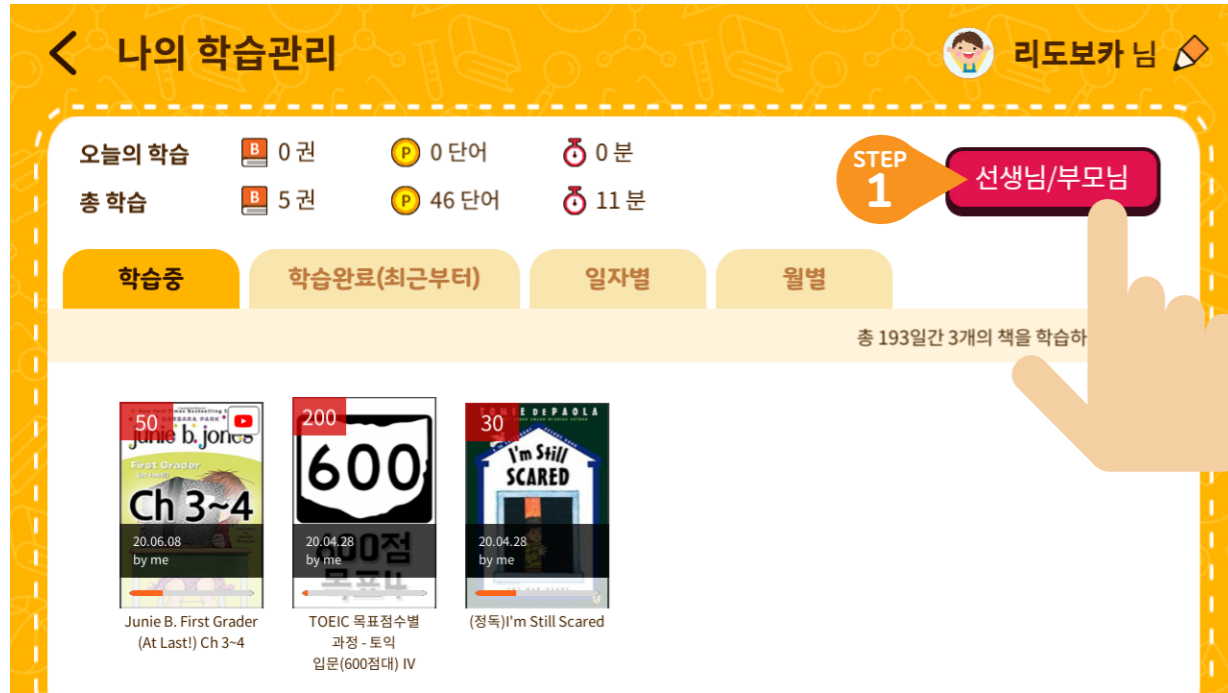 나의 학습관리
리도보카 님
오늘의 학습 B 0 권 P 0 단어 0 분
총 학습 B 5 권 P 46 단어 11 분
STEP
1
선생님/부모님
학습중 학습완료(최근부터) 일자별 월별
총 193일간 3개의 책을 학습하
50
BARBARA PARK
junie b. jones
First Grader
Ch 3~4
20.06.08
by me
Junie B. First Grader
(At Last!) Ch 3~4
200
600
600점
20.04.28
by me
TOEIC 목표점수별
과정 - 토익
입문(600점대) IV
30
TOMIE DEPAOLA
I'm Still
SCARED
20.04.28
by me
(정독)I'm Still Scared